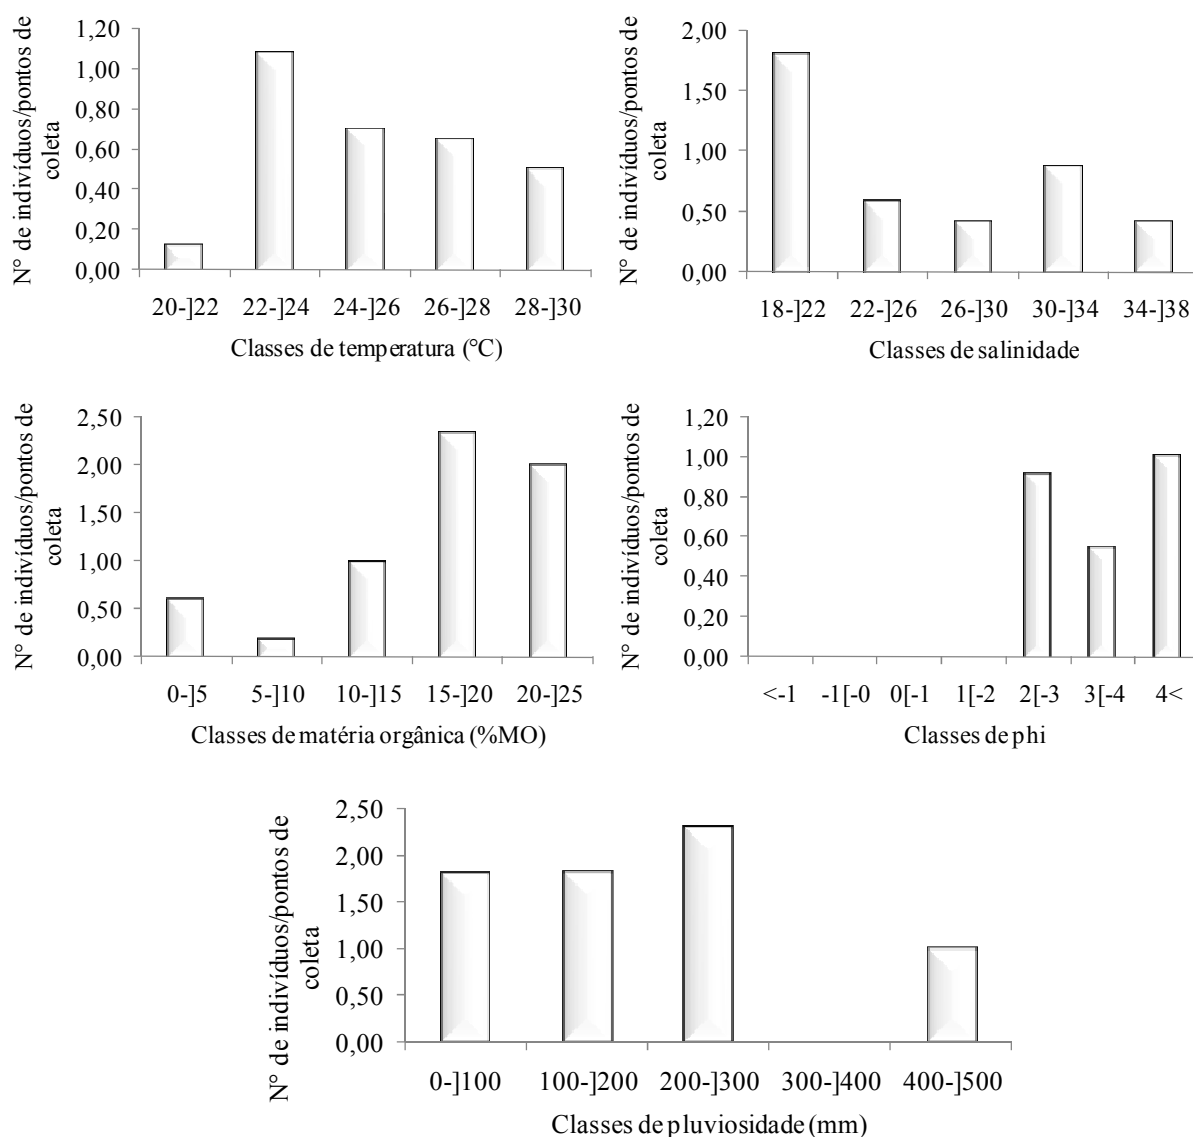 N° de indivíduos/pontos de
coleta
1,20
1,00
0,80
0,60
0,40
0,20
0,00
20-]22 22-]24 24-]26 26-]28 28-]30
Classes de temperatura (°C)
N° de indivíduos/pontos de
coleta
2,00
1,50
1,00
0,50
0,00
18-]22 22-]26 26-]30 30-]34 34-]38
Classes de salinidade
N° de indivíduos/pontos de
coleta
2,50
2,00
1,50
1,00
0,50
0,00
0-]5 5-]10 10-]15 15-]20 20-]25
Classes de matéria orgânica (%MO)
N° de indivíduos/pontos de
coleta
1,20
1,00
0,80
0,60
0,40
0,20
0,00
<-1 -1[-0 0[-1 1[-2 2[-3 3[-4 4<
Classes de phi
N° de indivíduos/pontos de
coleta
2,50
2,00
1,50
1,00
0,50
0,00
0-]100 100-]200 200-]300 300-]400 400-]500
Classes de pluviosidade (mm)